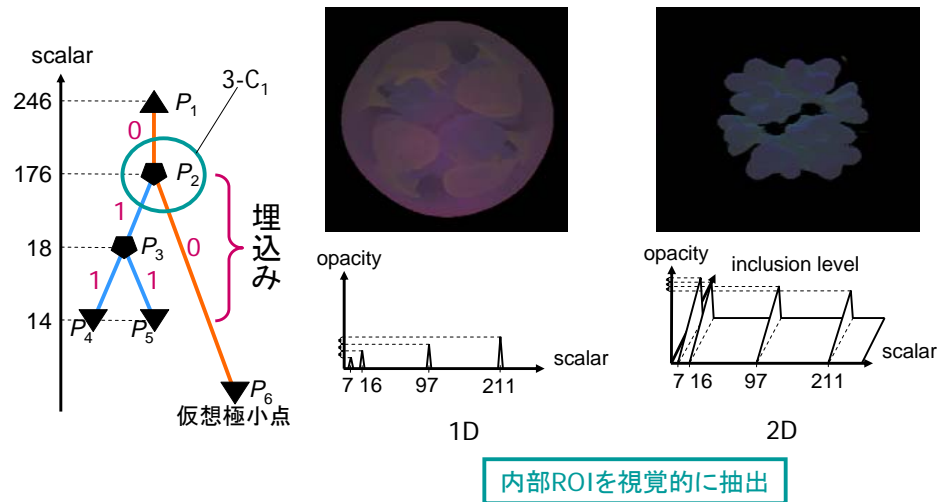 scalar
246
176
18
14
P1
P2
P3
P4
P5
P6
0
1
0
1
1
3-C1
埋込み
仮想極小点
opacity
scalar
7 16 97 211
1D
opacity
inclusion level
scalar
7 16 97 211
2D
内部ROIを視覚的に抽出